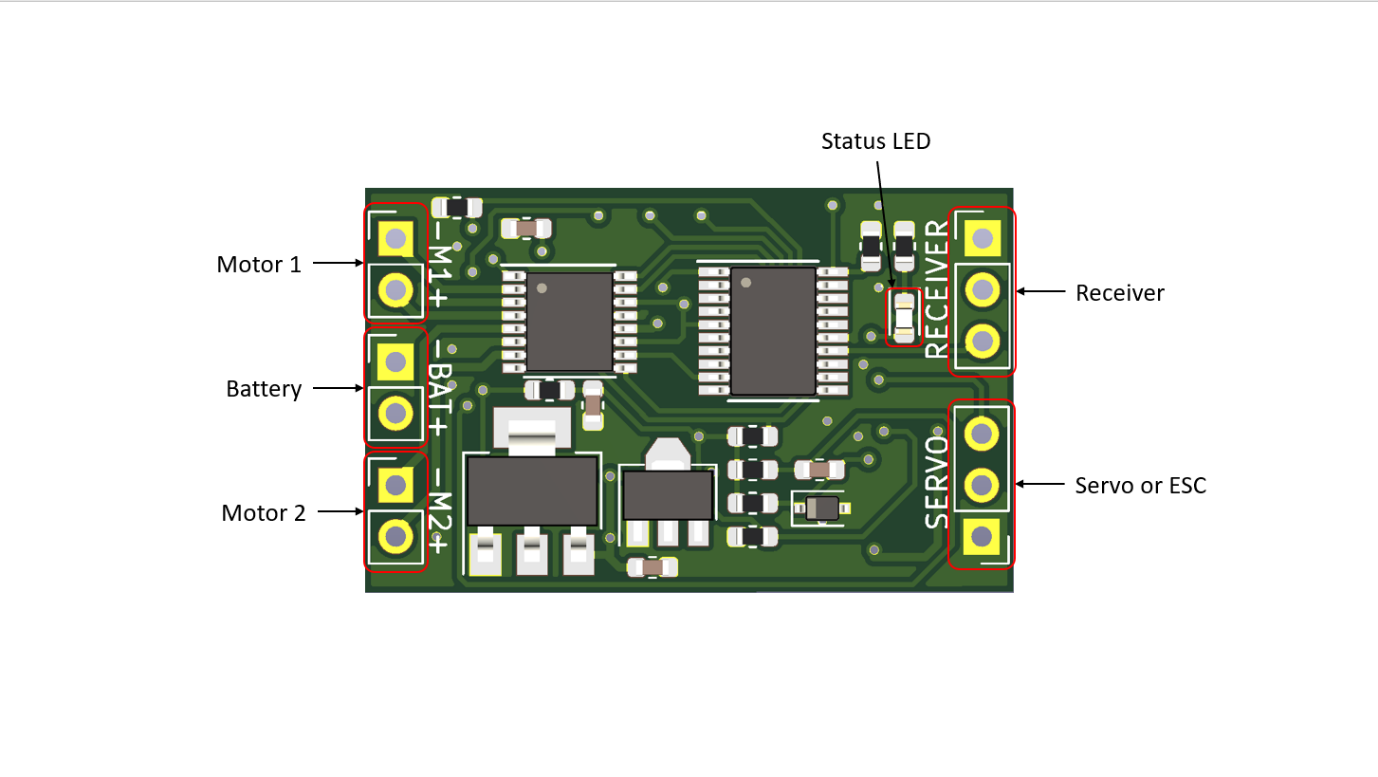 Status LED
Motor 1
Battery
Motor 2
- M1 +
- BAT +
- M2 +
RECEIVER
SERVO
Receiver
Servo or ESC